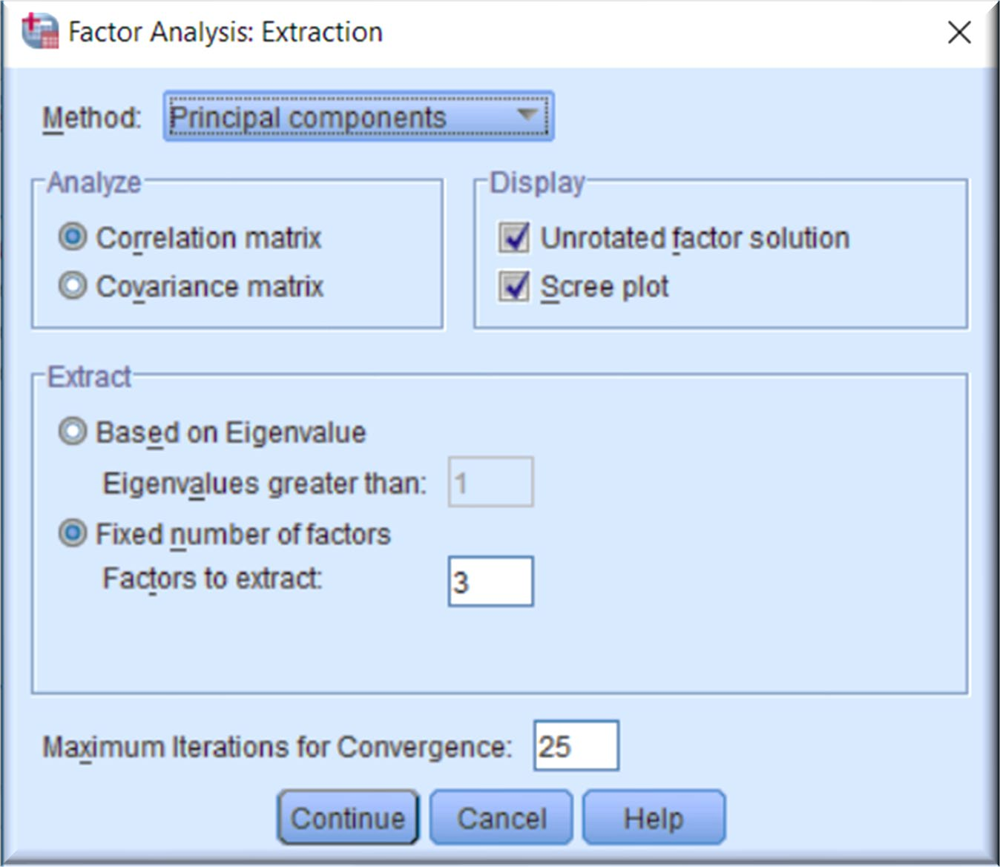 Factor Analysis: Extraction
Method: Principal components
Analyze
Correlation matrix
Covariance matrix
Display
Unrotated factor solution
Scree plot
Extract
Based on Eigenvalue
Eigenvalues greater than: 1
Fixed number of factors
Factors to extract: 3
Maximum Iterations for Convergence: 25
Continue Cancel Help